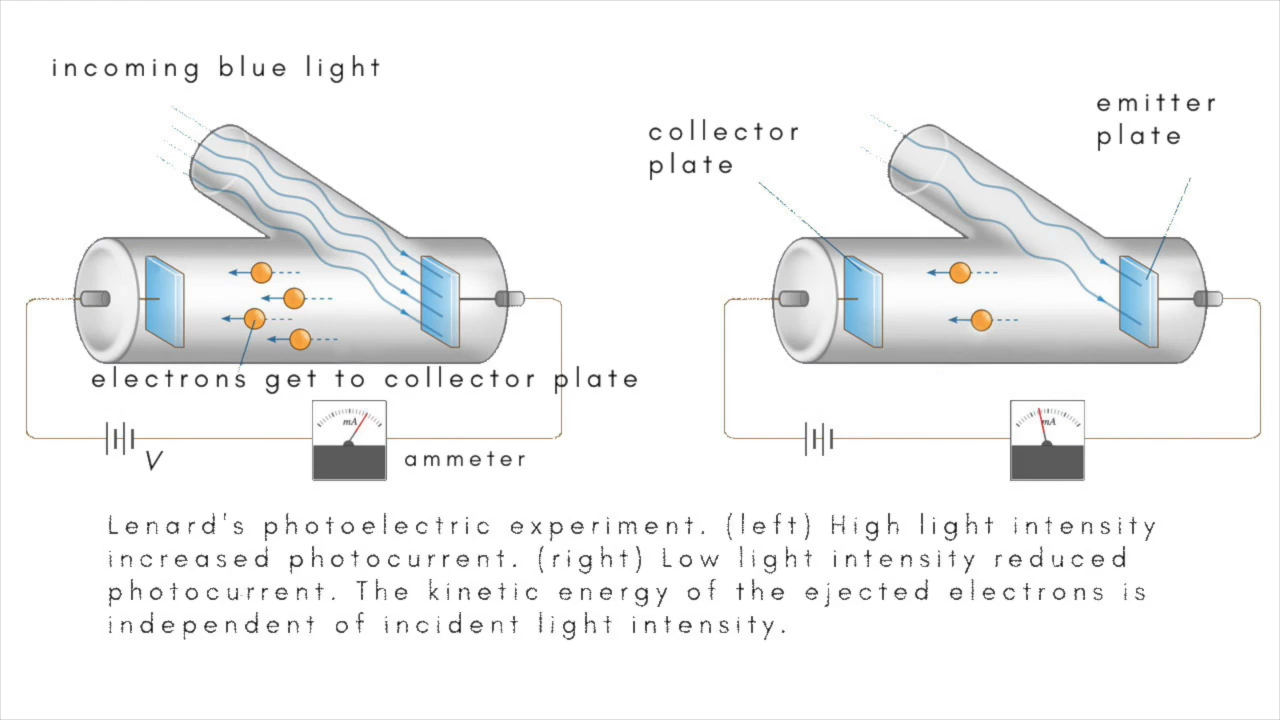 incoming blue light
collector
plate
emitter
plate
electrons get to collector plate
mA
mA
V
ammeter
Lenard's photoelectric experiment. (left) High light intensity
increased photocurrent. (right) Low light intensity reduced
photocurrent. The kinetic energy of the ejected electrons is
independent of incident light intensity.